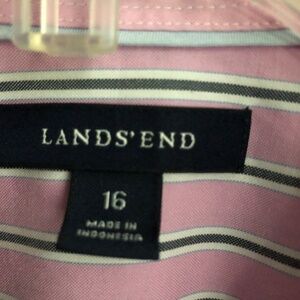 LANDS' END
16
MADE IN
INDONESIA